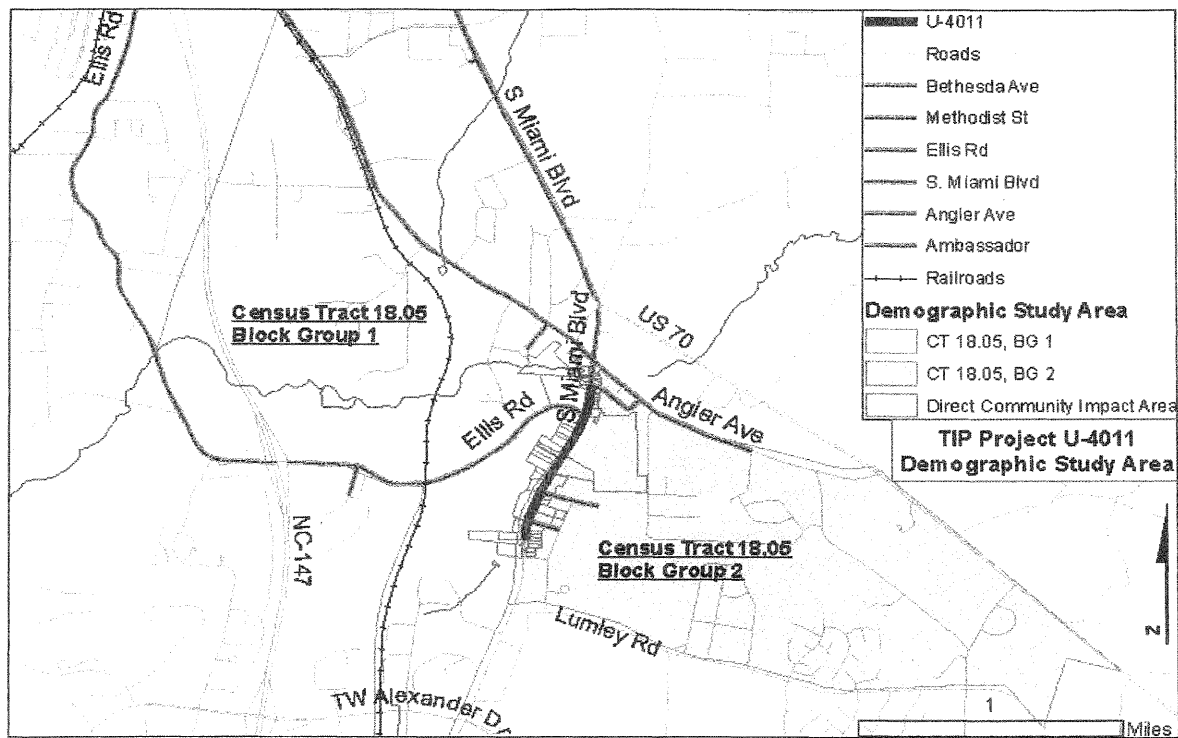 U-4011
Roads
Bethesda Ave
Methodist St
Ellis Rd
S. Miami Blvd
Angler Ave
Ambassador
Railroads
Demographic Study Area
CT 18.05, BG 1
CT 18.05, BG 2
Direct Community Impact Area
TIP Project U-4011
Demographic Study Area
Ellis Rd
S Miami Blvd
Census Tract 18.05
Block Group 1
S Miami Blvd
US 70
Ellis Rd
Angier Ave
NC-147
Census Tract 18.05
Block Group 2
Lumley Rd
TW Alexander Dr
N
1
Miles